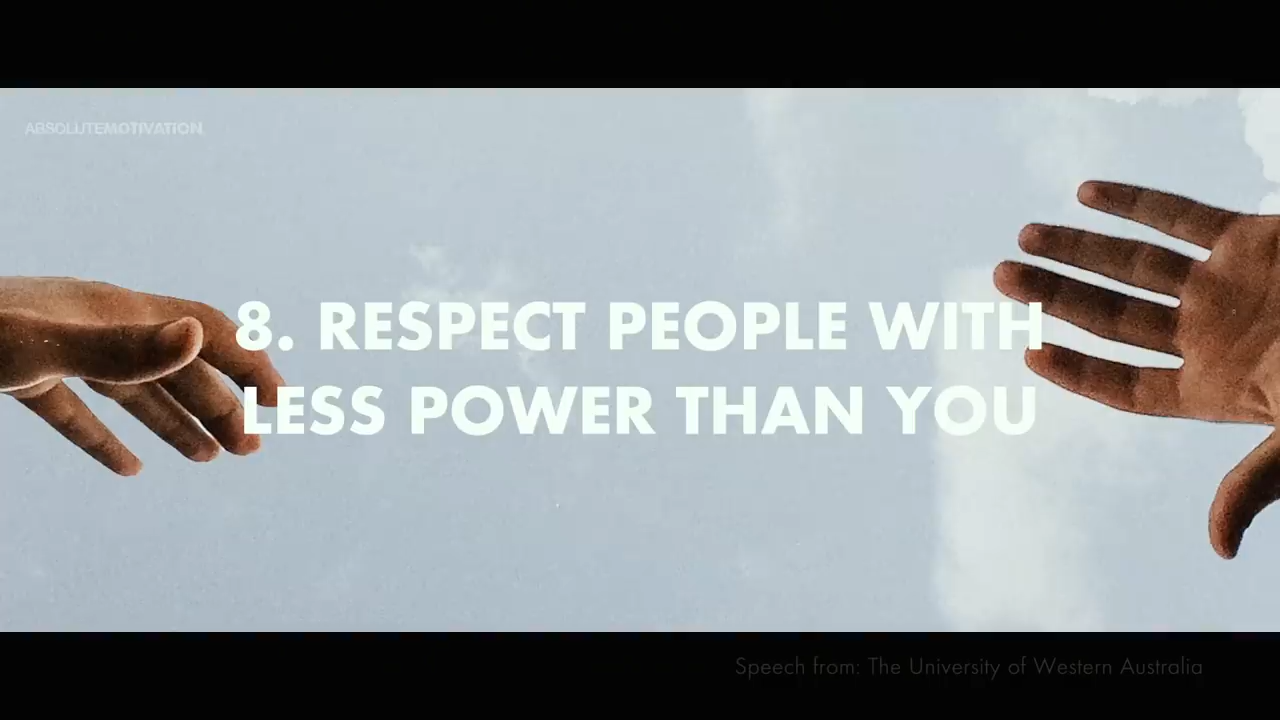 ABSOLUTEMOTIVATION
8. RESPECT PEOPLE WITH
LESS POWER THAN YOU
Speech from: The University of Western Australia